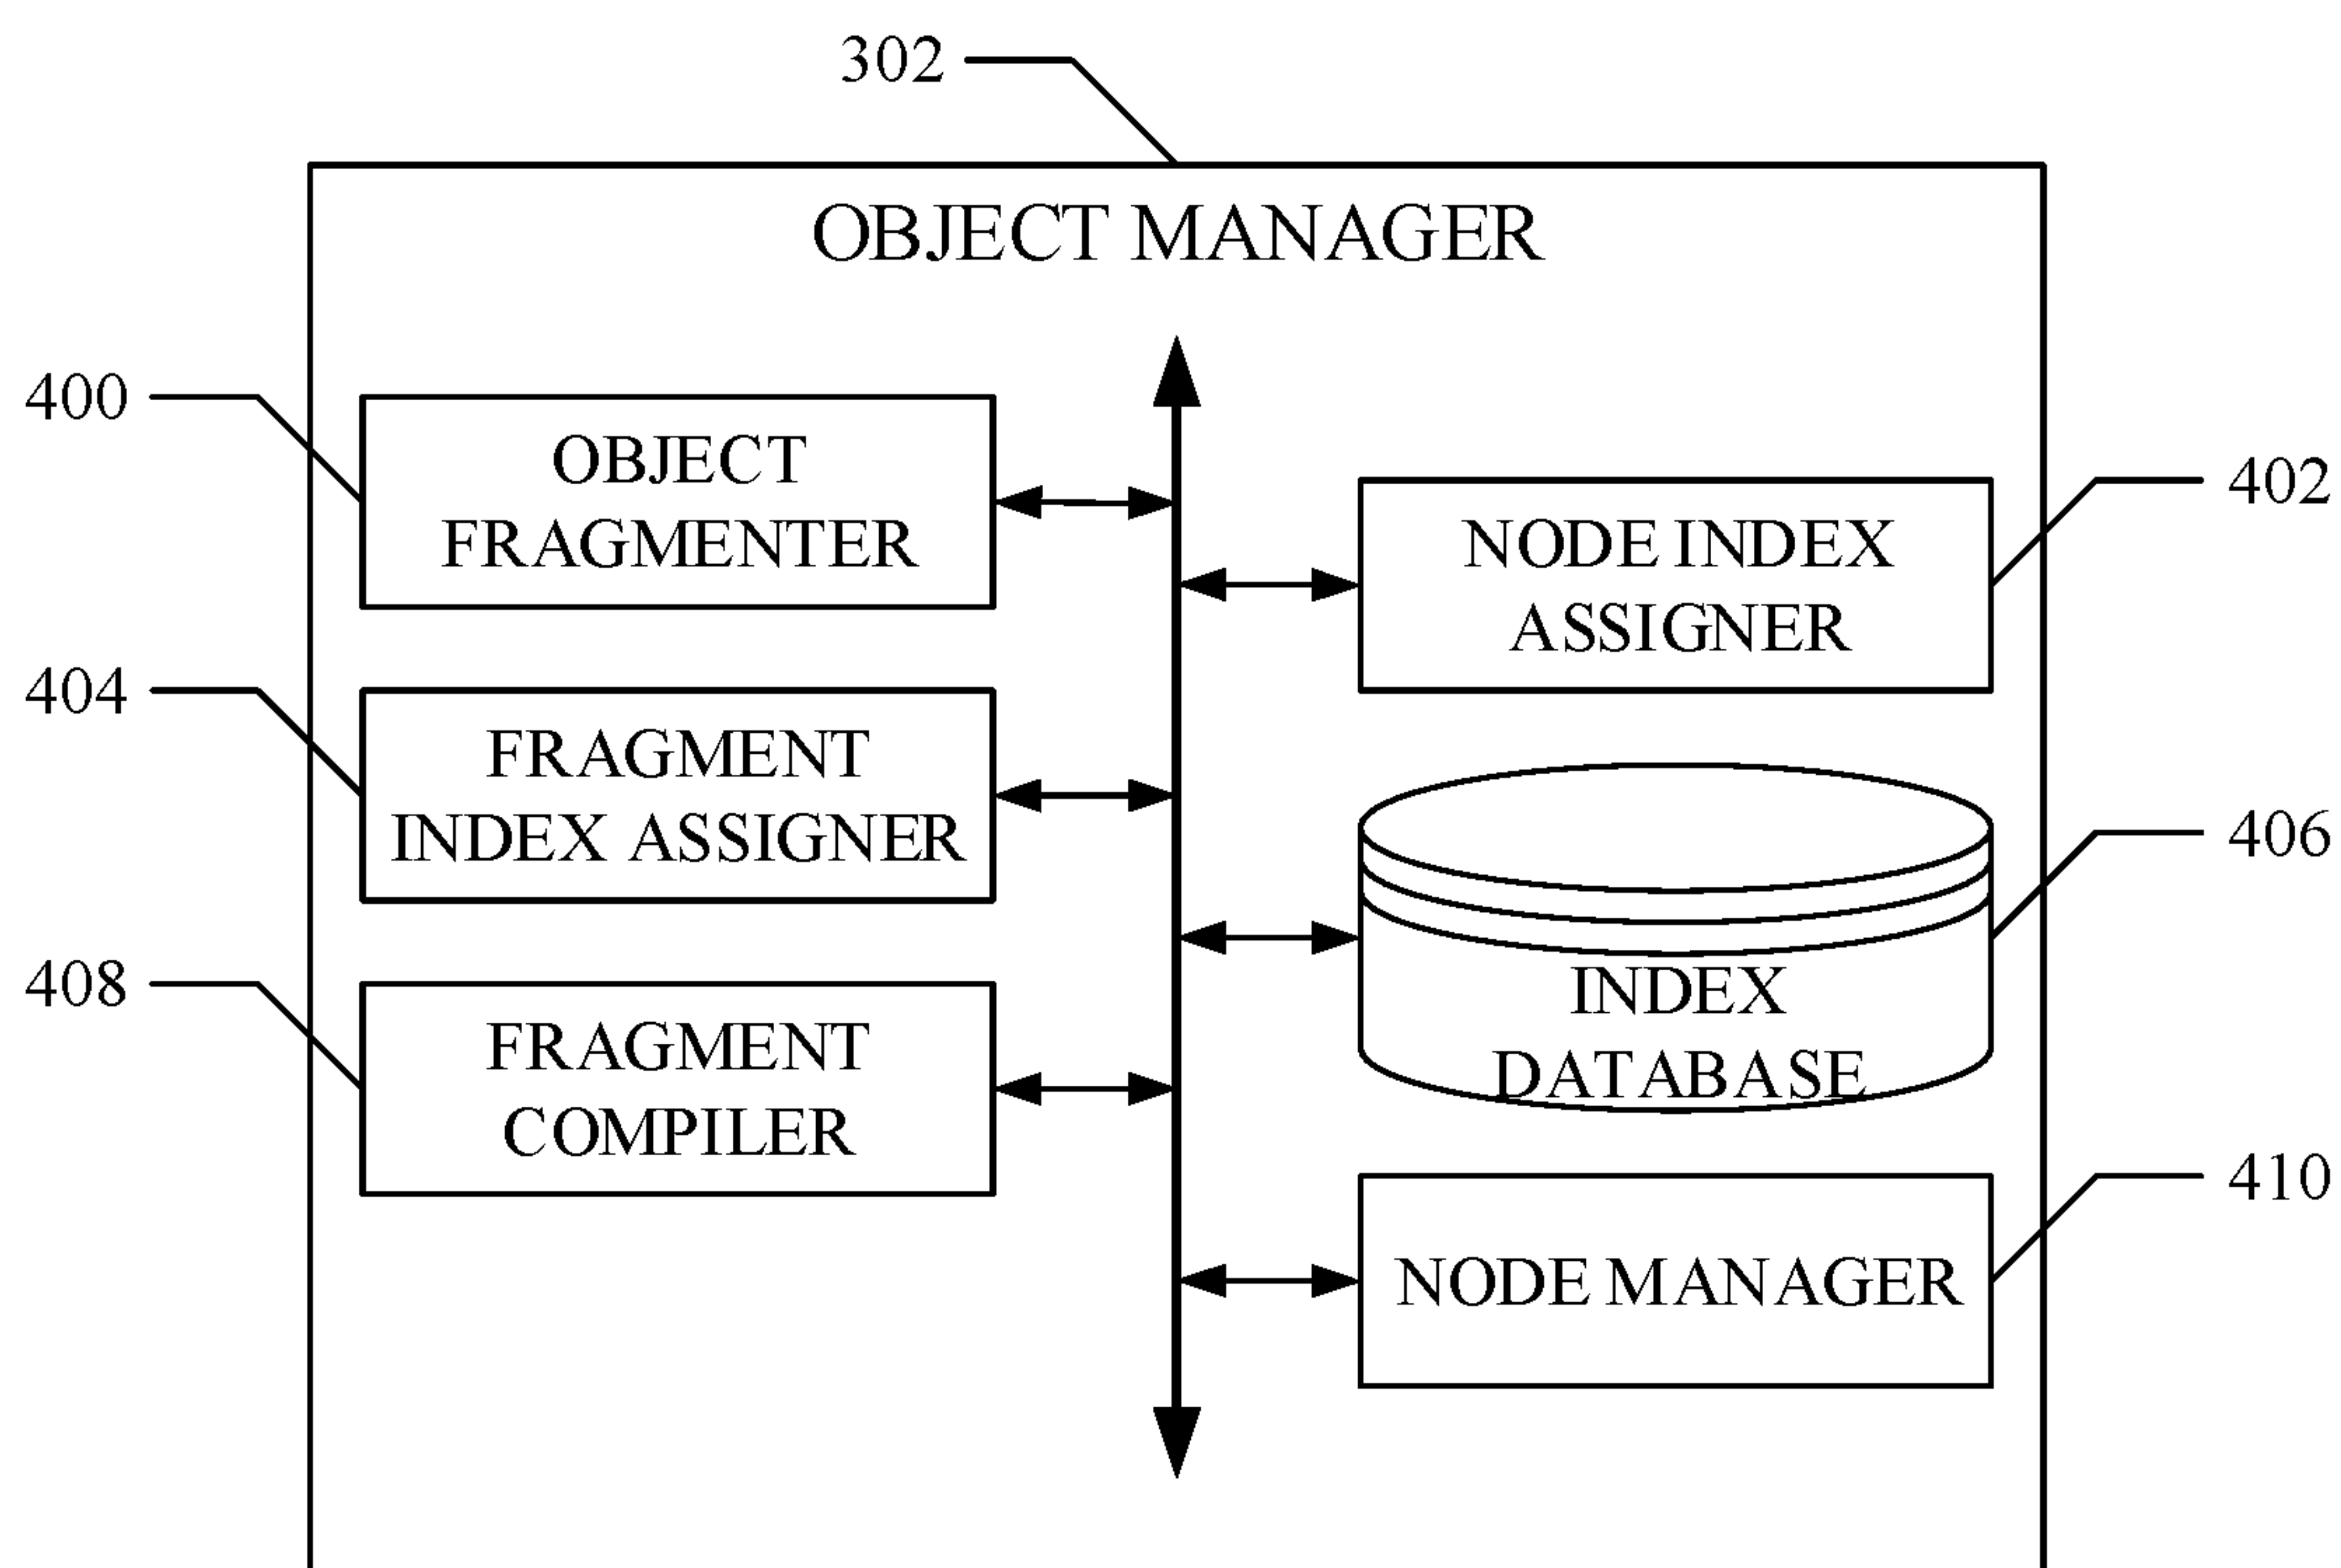 302
OBJECT MANAGER
400
OBJECT
FRAGMENTER
402
NODE INDEX
ASSIGNER
404
FRAGMENT
INDEX ASSIGNER
406
INDEX
DATABASE
408
FRAGMENT
COMPILER
410
NODE MANAGER